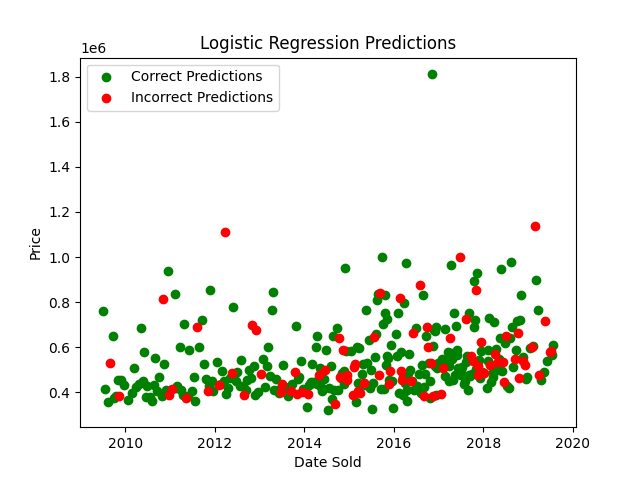 Logistic Regression Predictions
1e6
Correct Predictions
Incorrect Predictions
1.8
1.6
1.4
1.2
1.0
0.8
0.6
0.4
Price
2010 2012 2014 2016 2018 2020
Date Sold